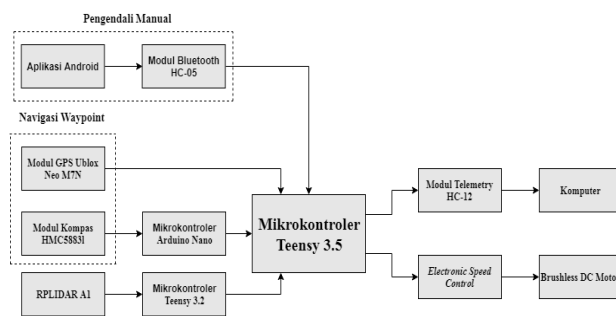 Pengendali Manual
Aplikasi Android
Modul Bluetooth
HC-05
Navigasi Waypoint
Modul GPS Ublox
Neo M7N
Modul Kompas
HMC5883l
Mikrokontroler
Arduino Nano
RPLIDAR A1
Mikrokontroler
Teensy 3.2
Mikrokontroler
Teensy 3.5
Modul Telemetry
HC-12
Komputer
Electronic Speed
Control
Brushless DC Moto